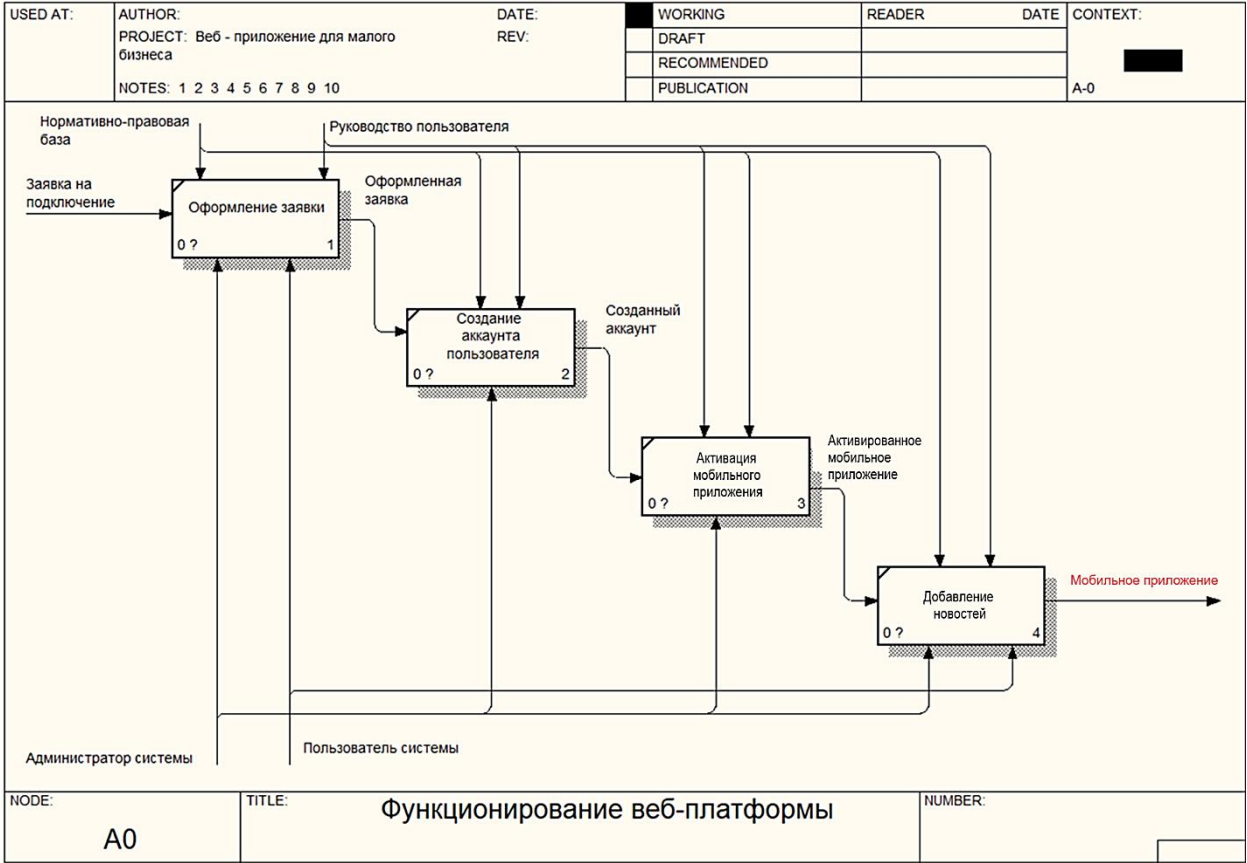 USED AT:
AUTHOR:
DATE:
PROJECT: Веб - приложение для малого
бизнеса
REV:
NOTES: 1 2 3 4 5 6 7 8 9 10
WORKING
DRAFT
RECOMMENDED
PUBLICATION
READER
DATE
CONTEXT:
A-0
Нормативно-правовая
база
Руководство пользователя
Заявка на
подключение
Оформление заявки
0 ?
1
Оформленная
заявка
Создание
аккаунта
пользователя
0 ?
2
Созданный
аккаунт
Активация
мобильного
приложения
0 ?
3
Активированное
мобильное
приложение
Добавление
новостей
0 ?
4
Мобильное приложение
Администратор системы
Пользователь системы
NODE:
A0
TITLE:
Функционирование веб-платформы
NUMBER: